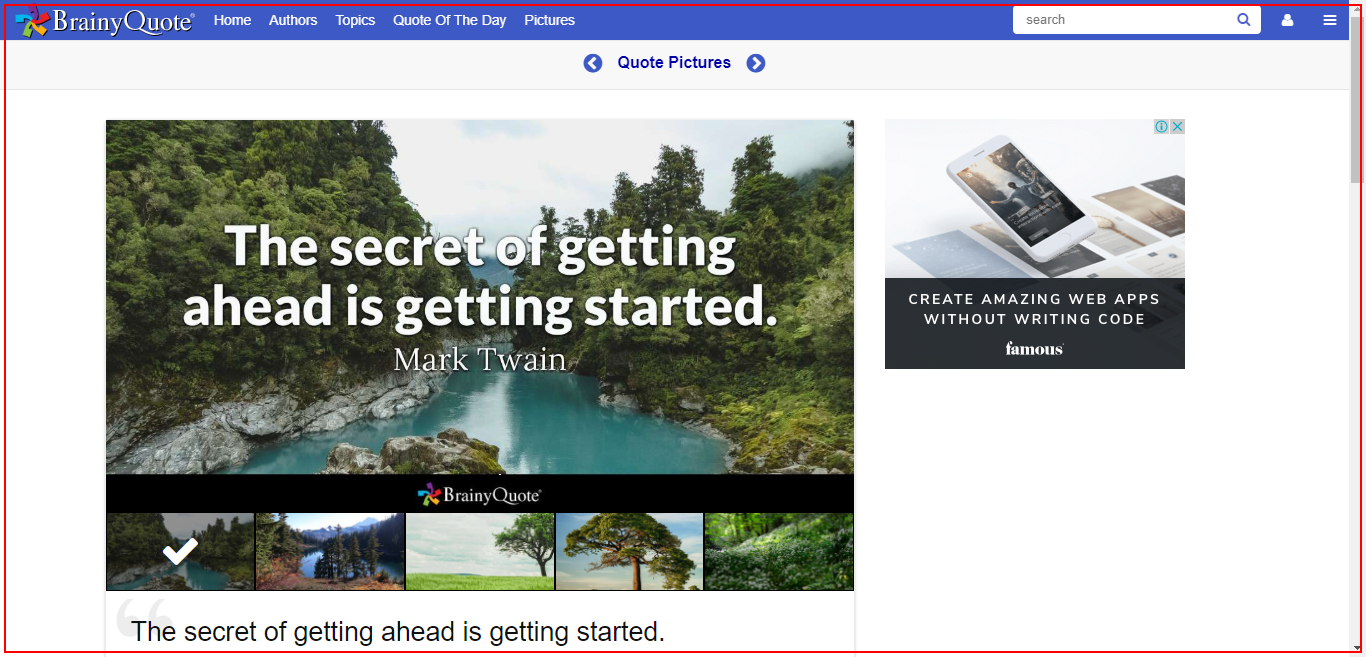 BrainyQuote® Home Authors Topics Quote Of The Day Pictures search
Quote Pictures
The secret of getting
ahead is getting started.
Mark Twain
BrainyQuote®
The secret of getting ahead is getting started.
CREATE AMAZING WEB APPS
WITHOUT WRITING CODE
famous